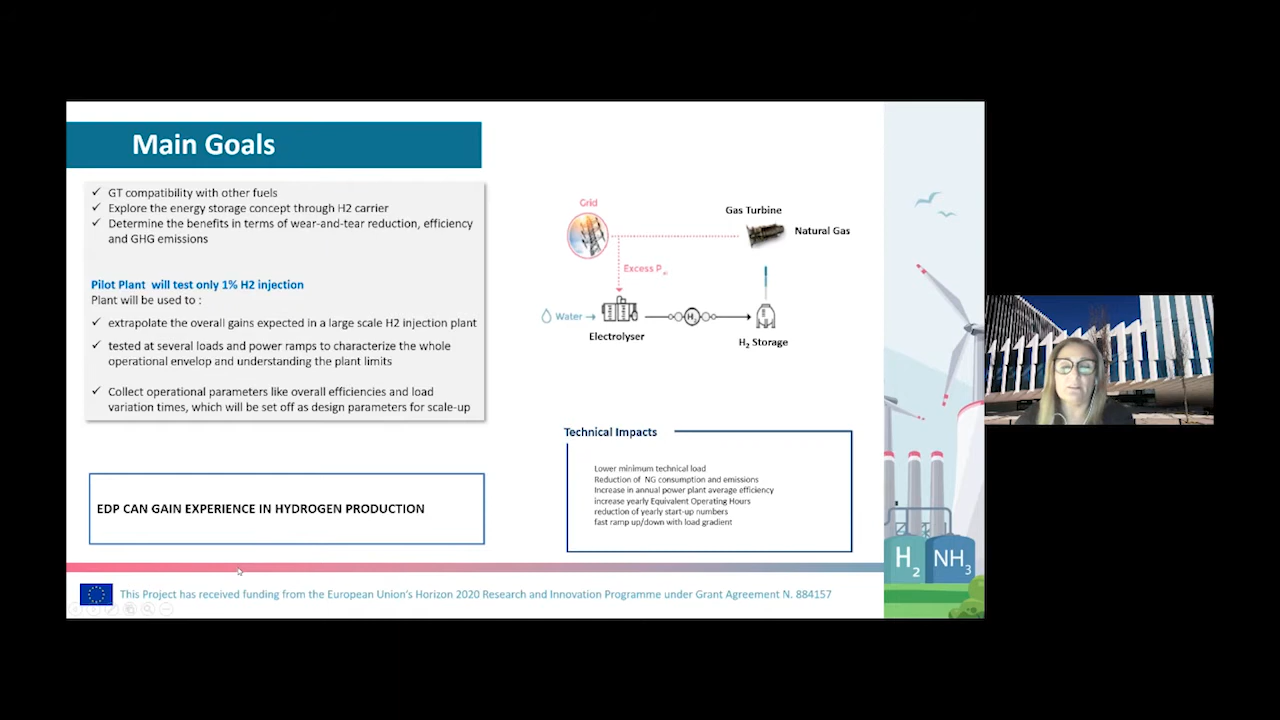 Main Goals
✓ GT compatibility with other fuels
✓ Explore the energy storage concept through H2 carrier
✓ Determine the benefits in terms of wear-and-tear reduction, efficiency
and GHG emissions
Pilot Plant will test only 1% H2 injection
Plant will be used to :
✓ extrapolate the overall gains expected in a large scale H2 injection plant
✓ tested at several loads and power ramps to characterize the whole
operational envelop and understanding the plant limits
✓ Collect operational parameters like overall efficiencies and load
variation times, which will be set off as design parameters for scale-up
EDP CAN GAIN EXPERIENCE IN HYDROGEN PRODUCTION
Grid
Gas Turbine
Natural Gas
Excess P
Water
H₂
Electrolyser
H₂ Storage
Technical Impacts
Lower minimum technical load
Reduction of NG consumption and emissions
Increase in annual power plant average efficiency
increase yearly Equivalent Operating Hours
reduction of yearly start-up numbers
fast ramp up/down with load gradient
H₂
NH₃
This Project has received funding from the European Union's Horizon 2020 Research and Innovation Programme under Grant Agreement N. 884157